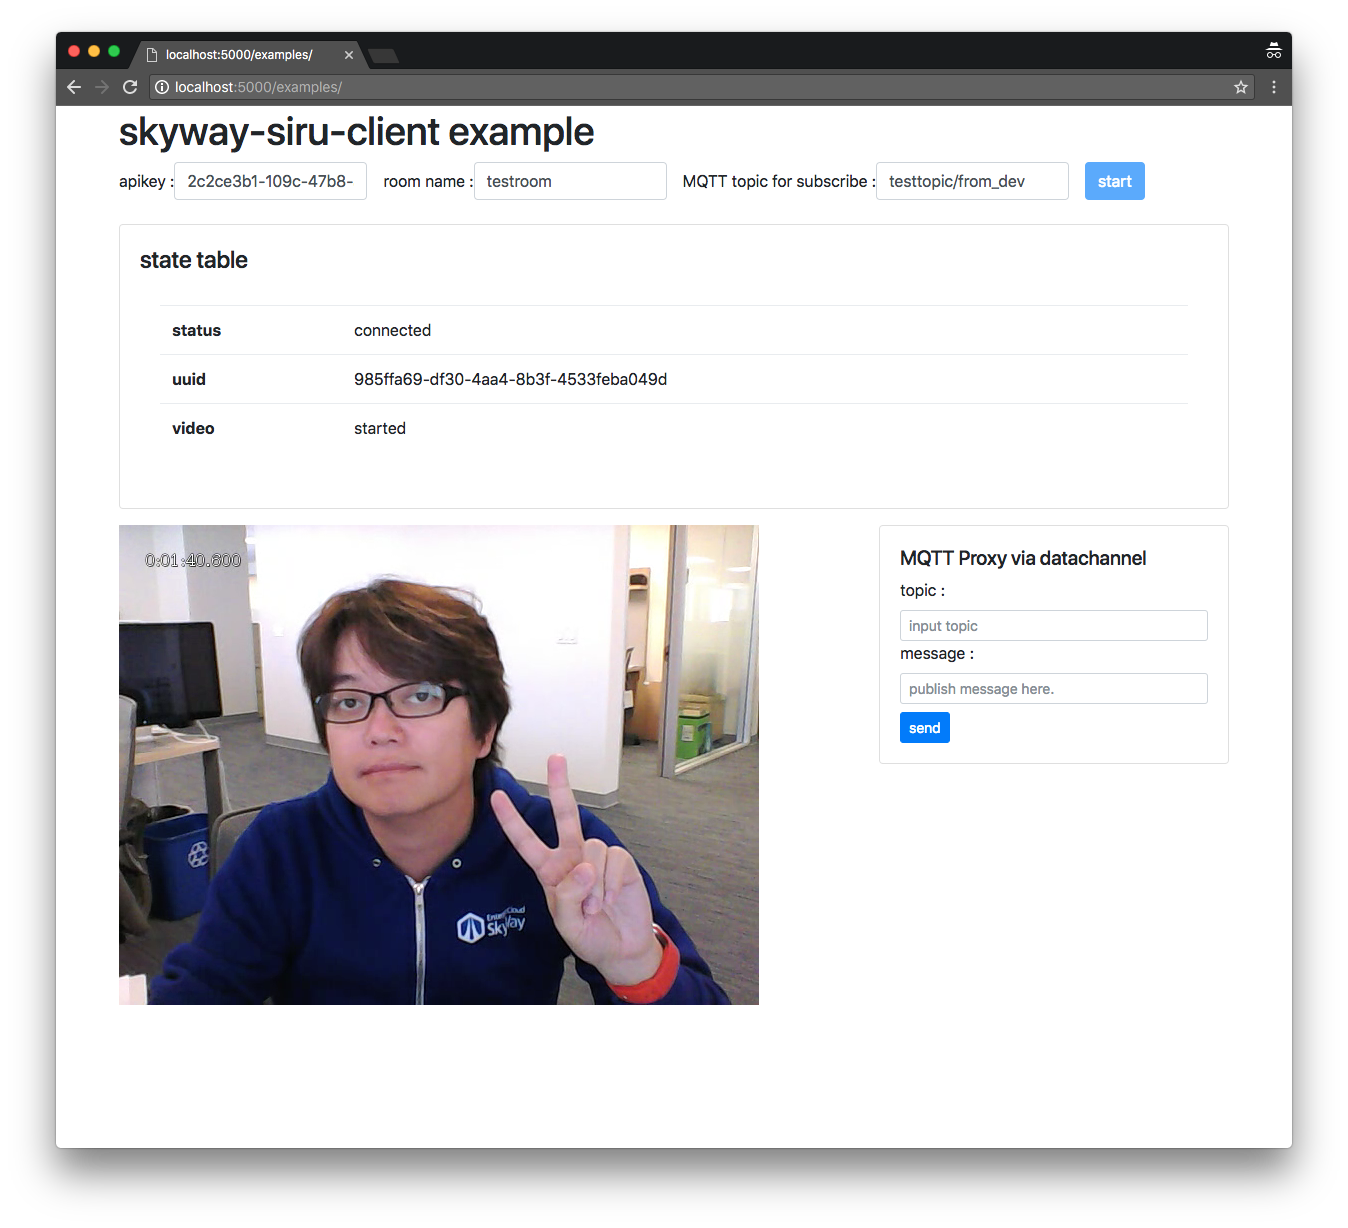 localhost:5000/examples/
localhost:5000/examples/
skyway-siru-client example
apikey : 2c2ce3b1-109c-47b8- room name : testroom MQTT topic for subscribe : testtopic/from_dev start
state table
status connected
uuid 985ffa69-df30-4aa4-8b3f-4533feba049d
video started
0:01:40.600
MQTT Proxy via datachannel
topic :
input topic
message :
publish message here.
send
Cloud
SkyWay